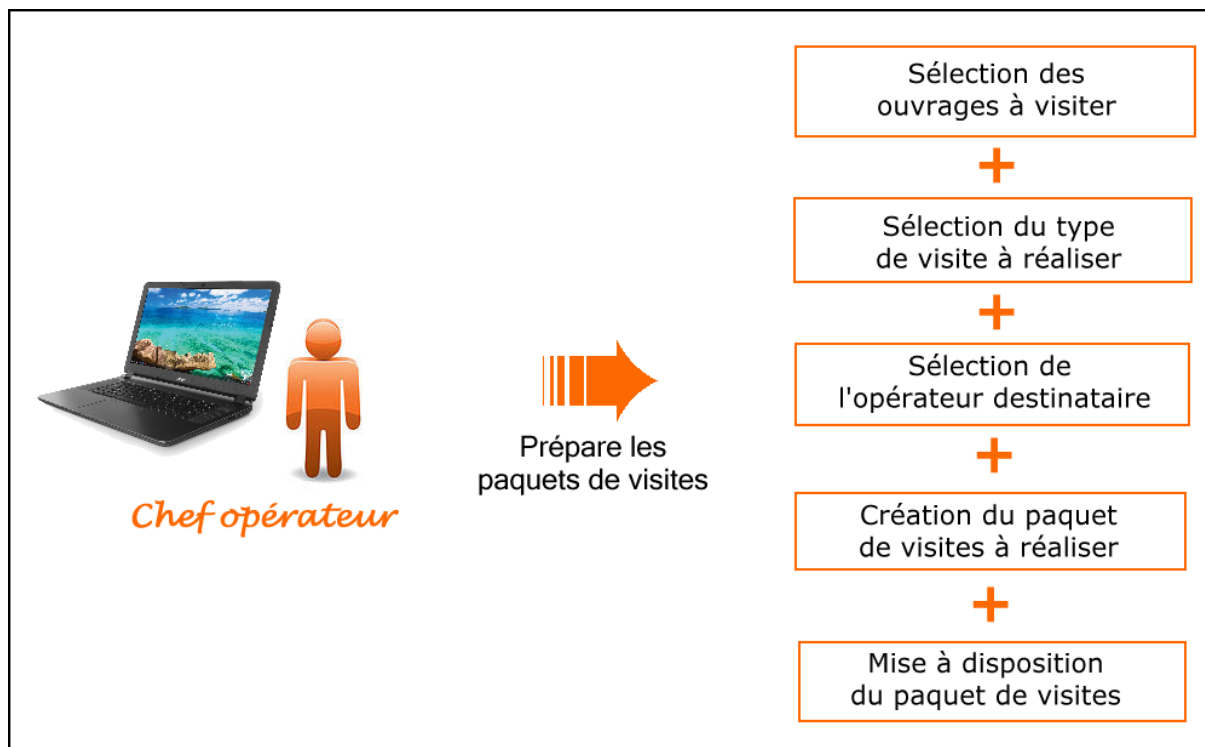 Sélection des
ouvrages à visiter
+
Sélection du type
de visite à réaliser
+
Sélection de
l'opérateur destinataire
+
Création du paquet
de visites à réaliser
+
Mise à disposition
du paquet de visites
Prépare les
paquets de visites
Chef opérateur